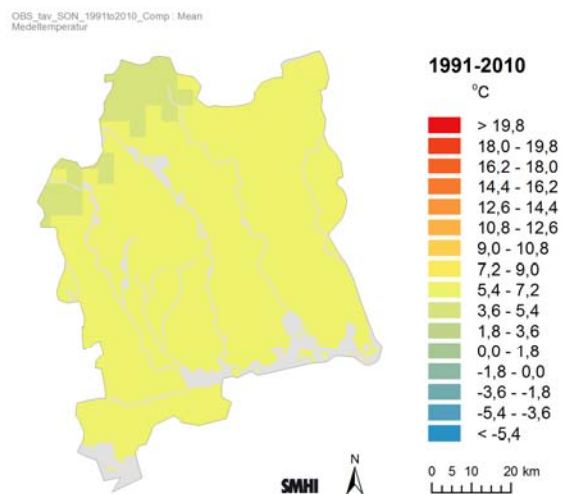 OBS_tav_SON_1991to2010_Comp : Mean
Medeltemperatur
1991-2010
°C
> 19,8
18,0 - 19,8
16,2 - 18,0
14,4 - 16,2
12,6 - 14,4
10,8 - 12,6
9,0 - 10,8
7,2 - 9,0
5,4 - 7,2
3,6 - 5,4
1,8 - 3,6
0,0 - 1,8
-1,8 - 0,0
-3,6 - -1,8
-5,4 - -3,6
< -5,4
SMHI
N
0 5 10 20 km